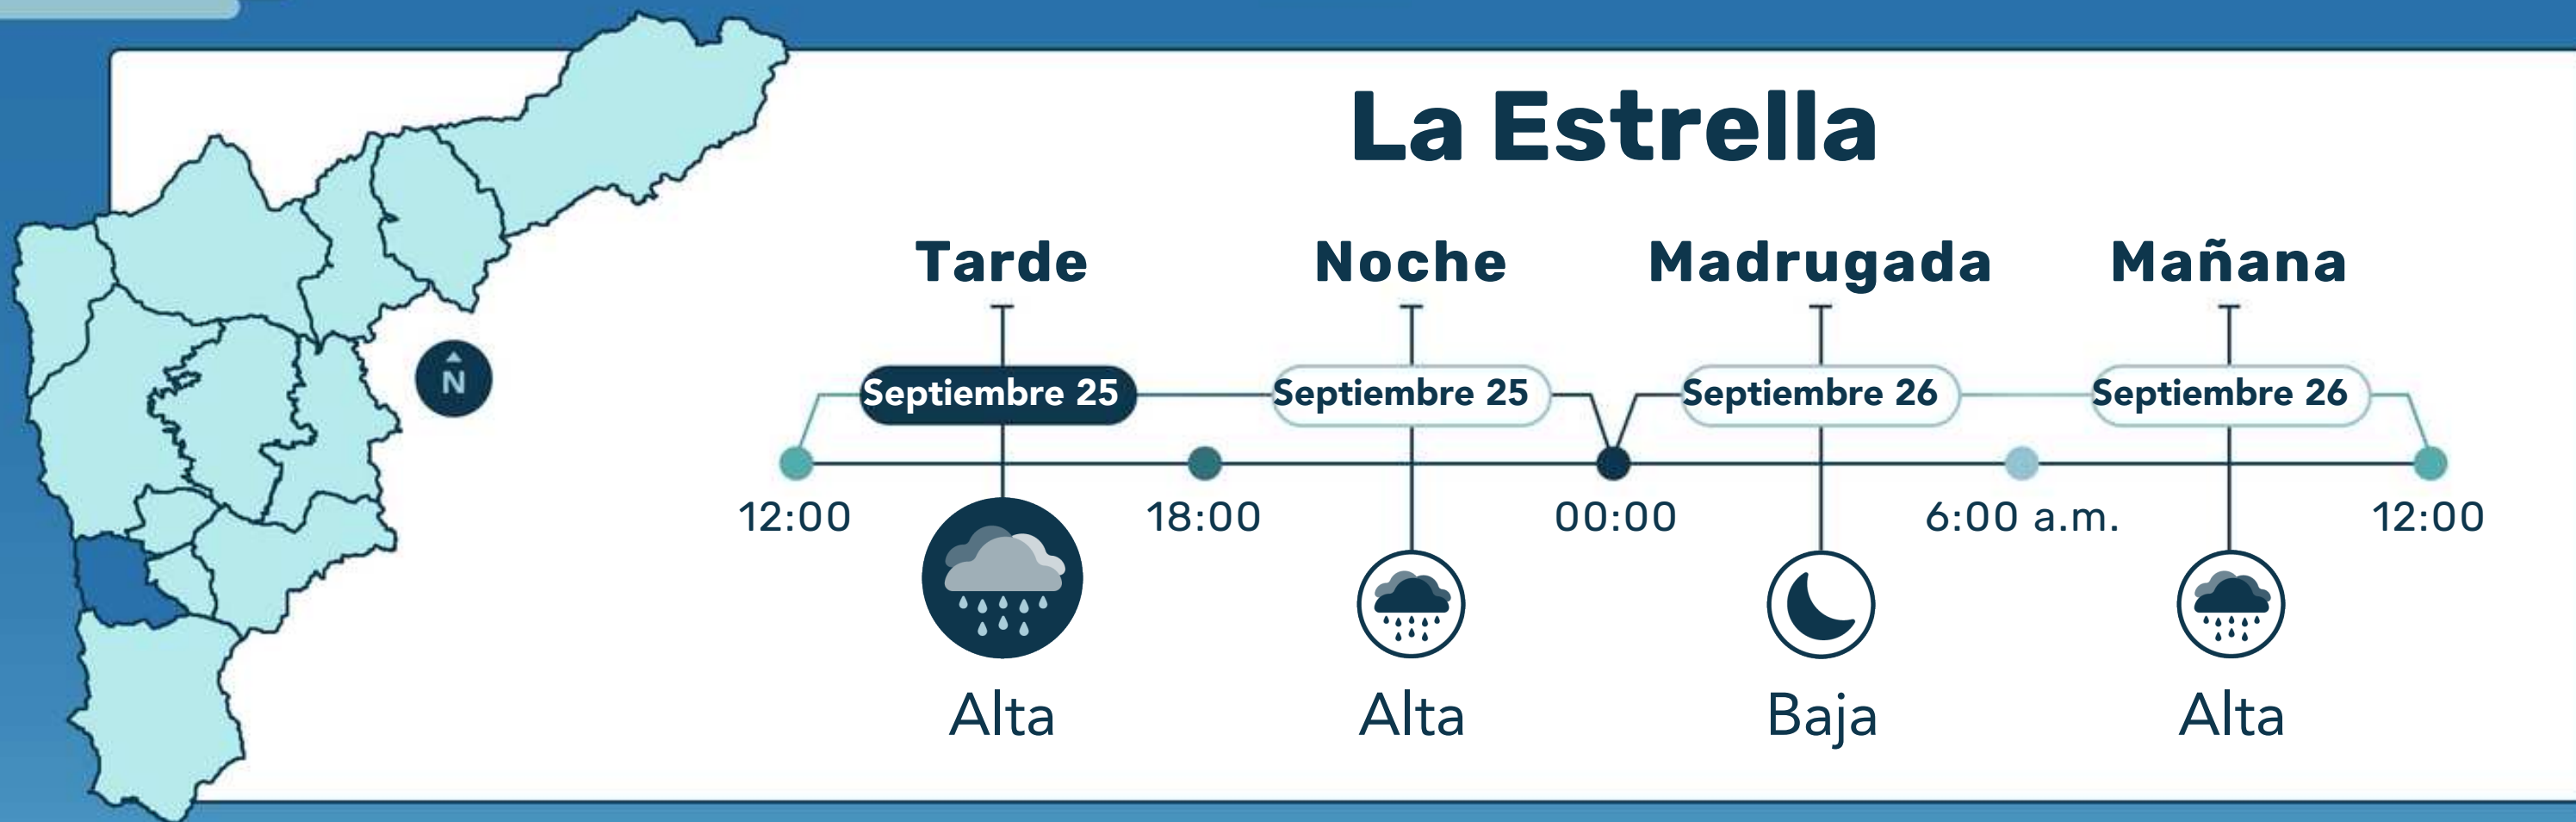 La Estrella
Tarde Noche Madrugada Mañana
N
Septiembre 25 Septiembre 25 Septiembre 26 Septiembre 26
12:00 18:00 00:00 6:00 a.m. 12:00
Alta Alta Baja Alta